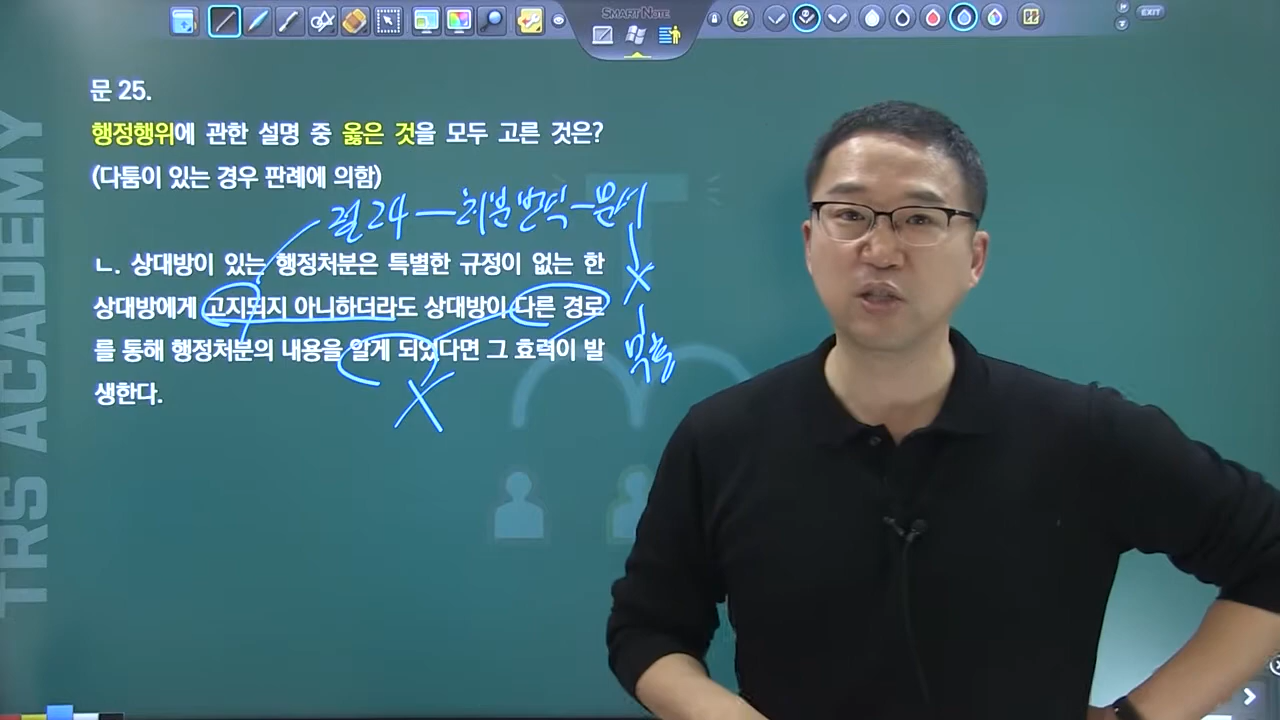 SMART NOTE
EXIT
문 25.
행정행위에 관한 설명 중 옳은 것을 모두 고른 것은?
(다툼이 있는 경우 판례에 의함)
ㄴ. 상대방이 있는 행정처분은 특별한 규정이 없는 한
상대방에게 고지되지 아니하더라도 상대방이 다른 경로
를 통해 행정처분의 내용을 알게 되었다면 그 효력이 발
생한다.
X
X
TRS ACADEMY